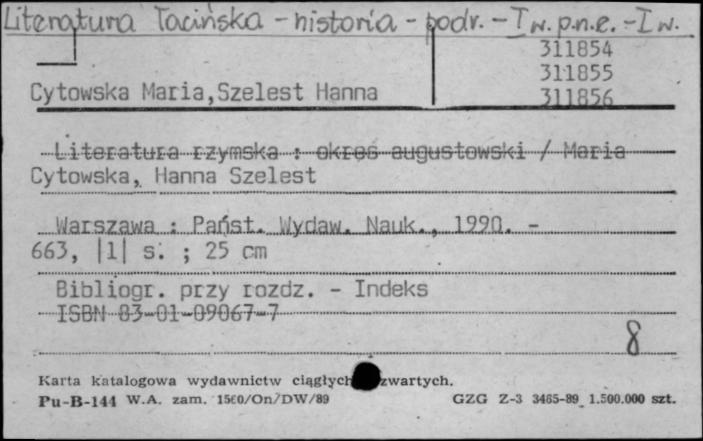 Literatura łacińska - historia - podr. - I w. p.n.e. - I w.
311854
311855
Cytowska Maria,Szelest Hanna
311856
Literatura rzymska : okres augustowski / Maria
Cytowska, Hanna Szelest
Warszawa : Państ. Wydaw. Nauk., 1990. -
663, |1| s. ; 25 cm
Bibliogr. przy rozdz. - Indeks
ISBN 83-01-09067-7
8
Karta katalogowa wydawnictw ciągłych zwartych.
Pu-B-144 W.A. zam. 1560/On/DW/89 GZG Z-3 3465-89 1.500.000 szt.